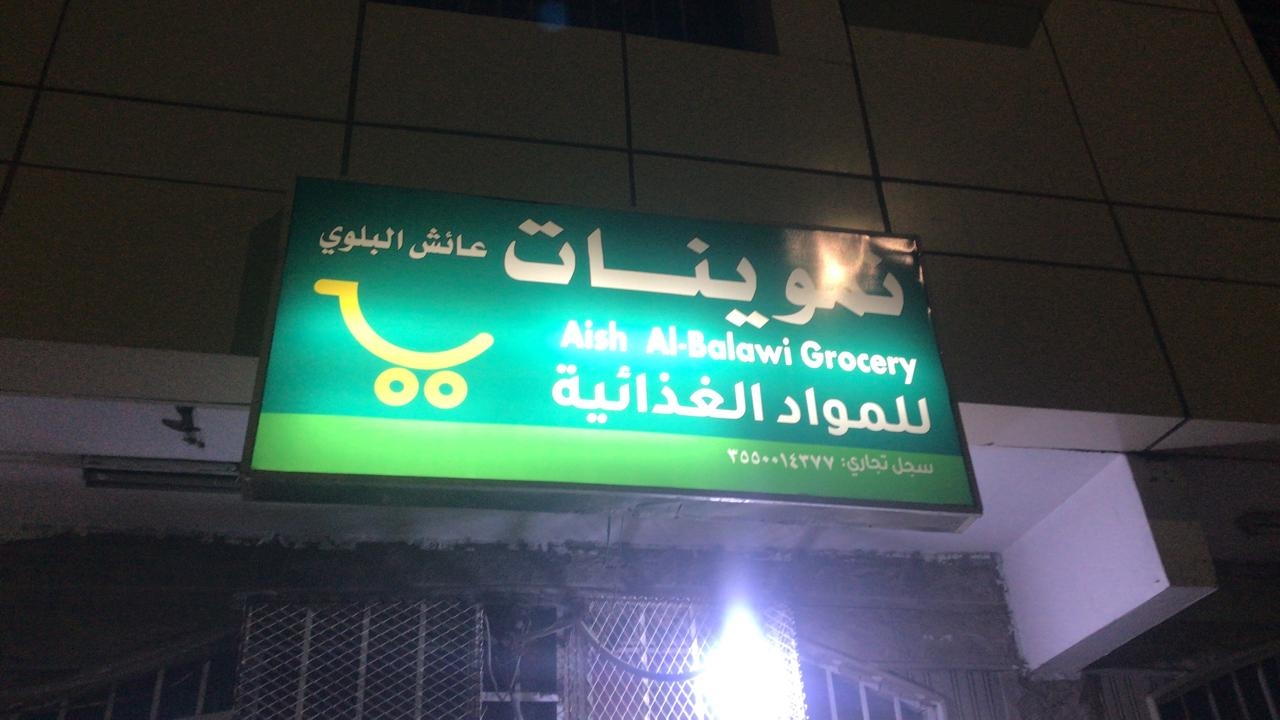 تموينات عائش البلوي
Aish Al-Balawi Grocery
للمواد الغذائية
سجل تجاري: ٣٥٥٠٠١٤٣٧٧